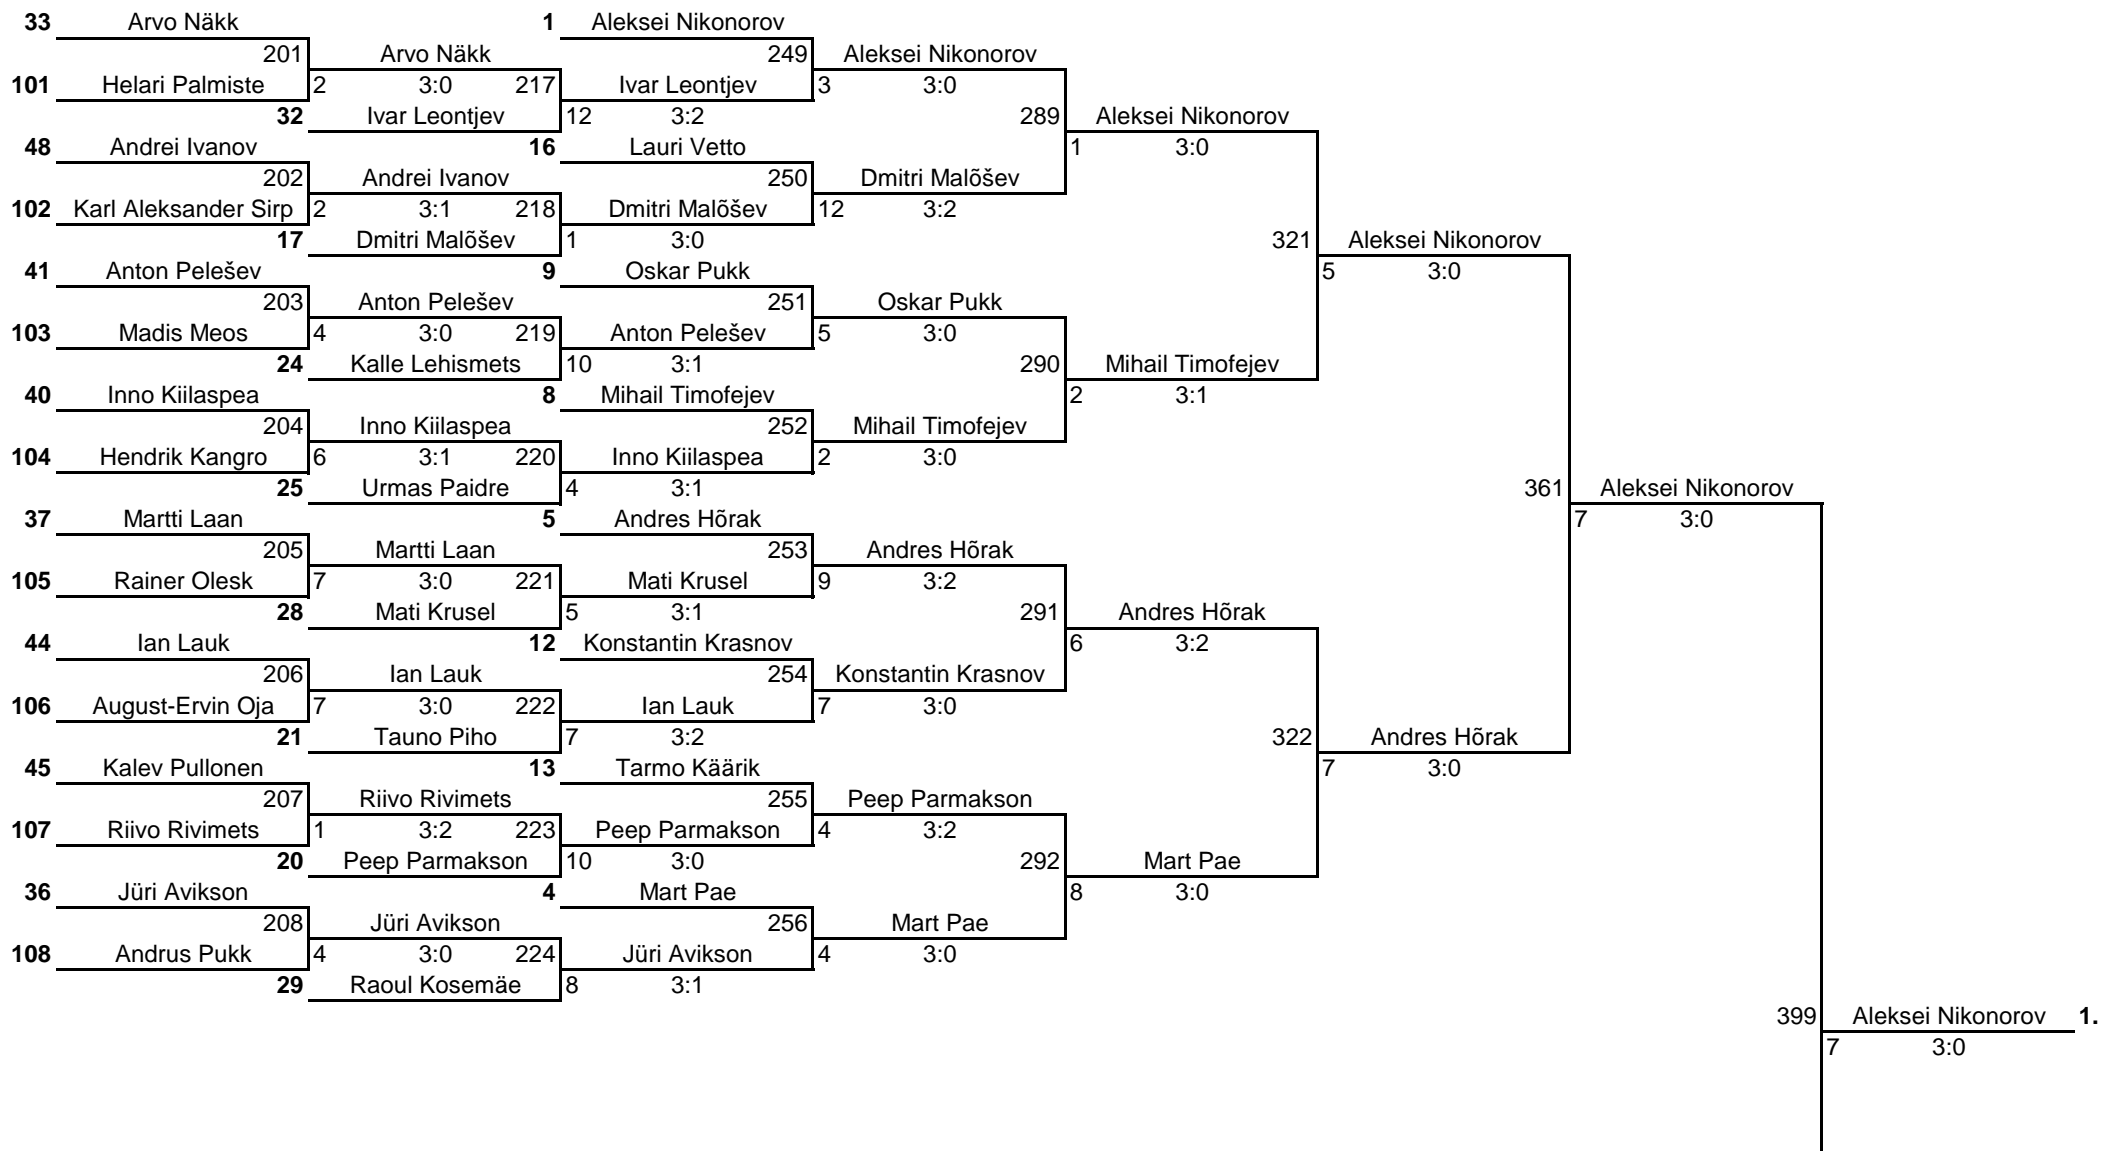 33 Arvo Näkk 1 Aleksei Nikonorov
201 Arvo Näkk 249 Aleksei Nikonorov
101 Helari Palmiste 2 3:0 217 Ivar Leontjev 3 3:0
32 Ivar Leontjev 12 3:2 289 Aleksei Nikonorov
48 Andrei Ivanov 16 Lauri Vetto 1 3:0
202 Andrei Ivanov 250 Dmitri Malõšev
102 Karl Aleksander Sirp 2 3:1 218 Dmitri Malõšev 12 3:2
17 Dmitri Malõšev 1 3:0 321 Aleksei Nikonorov
41 Anton Pelešev 9 Oskar Pukk 5 3:0
203 Anton Pelešev 251 Oskar Pukk
103 Madis Meos 4 3:0 219 Anton Pelešev 5 3:0
24 Kalle Lehismets 10 3:1 290 Mihail Timofejev
40 Inno Kiilaspea 8 Mihail Timofejev 2 3:1
204 Inno Kiilaspea 252 Mihail Timofejev
104 Hendrik Kangro 6 3:1 220 Inno Kiilaspea 2 3:0
25 Urmas Paidre 4 3:1 361 Aleksei Nikonorov
37 Martti Laan 5 Andres Hõrak 7 3:0
205 Martti Laan 253 Andres Hõrak
105 Rainer Olesk 7 3:0 221 Mati Krusel 9 3:2
28 Mati Krusel 5 3:1 291 Andres Hõrak
44 Ian Lauk 12 Konstantin Krasnov 6 3:2
206 Ian Lauk 254 Konstantin Krasnov
106 August-Ervin Oja 7 3:0 222 Ian Lauk 7 3:0
21 Tauno Piho 7 3:2 322 Andres Hõrak
45 Kalev Pullonen 13 Tarmo Käärik 7 3:0
207 Riivo Rivimets 255 Peep Parmakson
107 Riivo Rivimets 1 3:2 223 Peep Parmakson 4 3:2
20 Peep Parmakson 10 3:0 292 Mart Pae
36 Jüri Avikson 4 Mart Pae 8 3:0
208 Jüri Avikson 256 Mart Pae
108 Andrus Pukk 4 3:0 224 Jüri Avikson 4 3:0
29 Raoul Kosemäe 8 3:1
399 Aleksei Nikonorov 1.
7 3:0